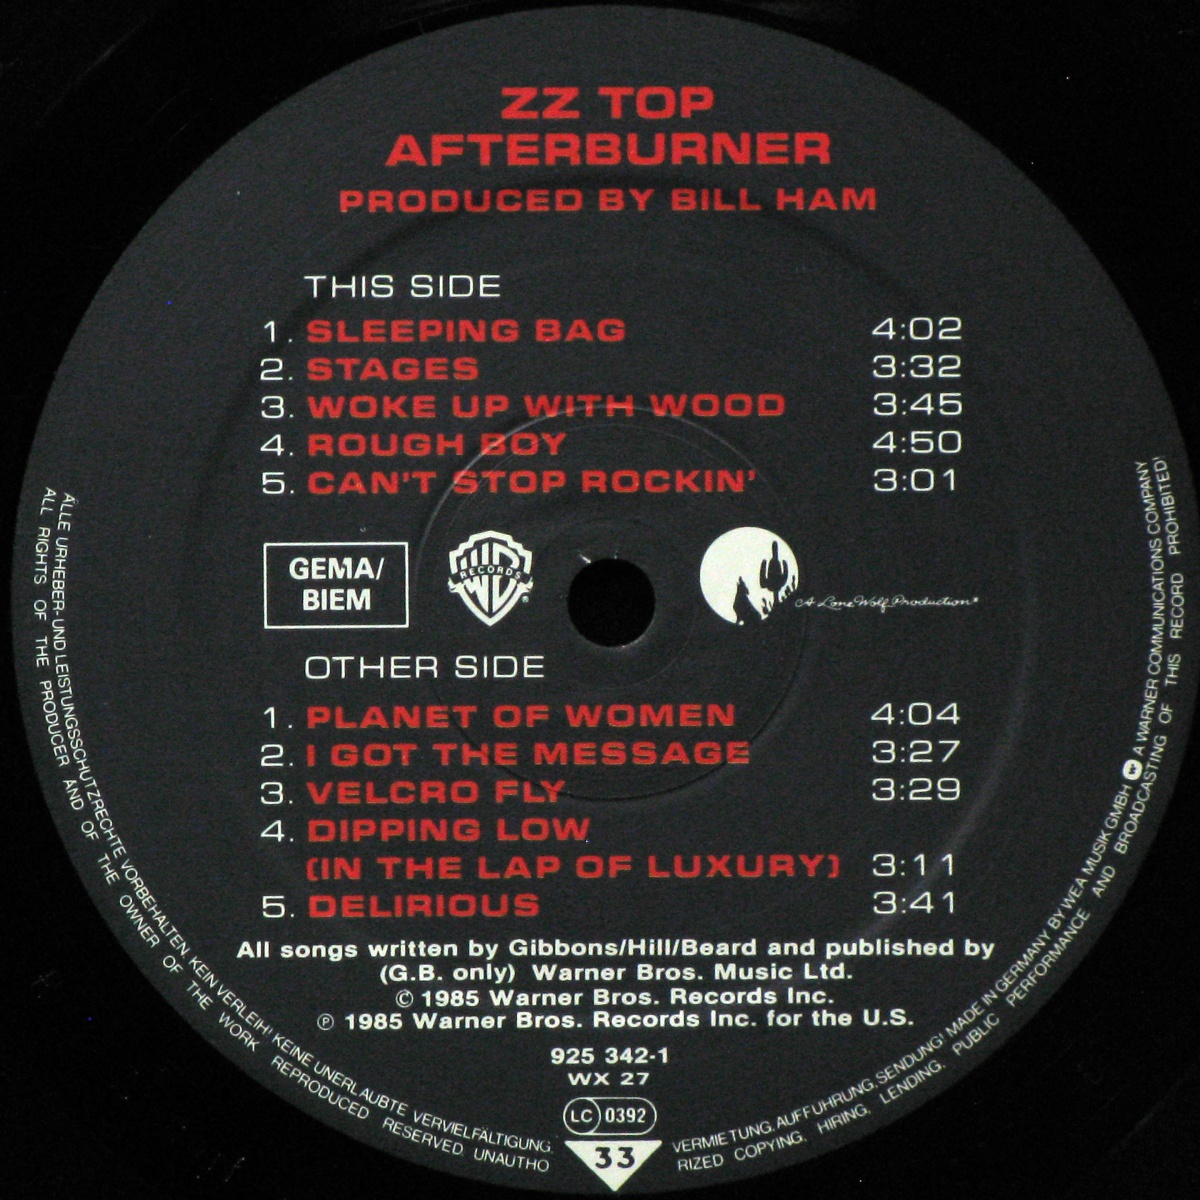 ZZ TOP
AFTERBURNER
PRODUCED BY BILL HAM
THIS SIDE
1. SLEEPING BAG 4:02
2. STAGES 3:32
3. WOKE UP WITH WOOD 3:45
4. ROUGH BOY 4:50
5. CAN'T STOP ROCKIN' 3:01
GEMA/
BIEM
W RECORDS
A Lone Wolf Production*
OTHER SIDE
1. PLANET OF WOMEN 4:04
2. I GOT THE MESSAGE 3:27
3. VELCRO FLY 3:29
4. DIPPING LOW
(IN THE LAP OF LUXURY) 3:11
5. DELIRIOUS 3:41
All songs written by Gibbons/Hill/Beard and published by
(G.B. only) Warner Bros. Music Ltd.
© 1985 Warner Bros. Records Inc.
℗ 1985 Warner Bros. Records Inc. for the U.S.
925 342-1
WX 27
LC 0392
33
ALLE URHEBER- UND LEISTUNGSSCHUTZRECHTE VORBEHALTEN. KEIN VERLEIH! KEINE UNERLAUBTE VERVIELFÄLTIGUNG. VERMIETUNG. AUFFÜHRUNG. SENDUNG! MADE IN GERMANY BY WEA MUSIK GMBH A WARNER COMMUNICATIONS COMPANY
ALL RIGHTS OF THE PRODUCER AND OF THE OWNER OF THE WORK REPRODUCED RESERVED. UNAUTHORIZED COPYING. HIRING. LENDING. PUBLIC PERFORMANCE AND BROADCASTING OF THIS RECORD PROHIBITED!